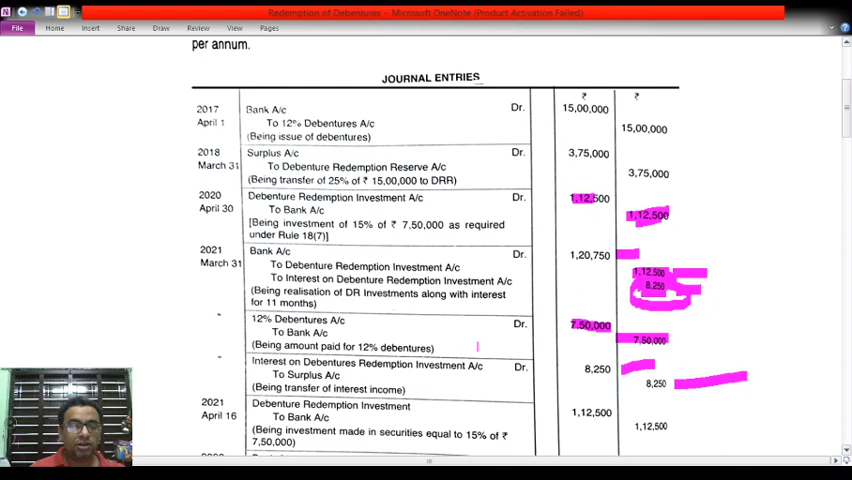 Redemption of Debentures - Microsoft OneNote (Product Activation Failed)
File Home Insert Share Draw Review View Pages
per annum.
JOURNAL ENTRIES
₹ ₹
2017 Bank A/c Dr. 15,00,000
April 1 To 12% Debentures A/c 15,00,000
(Being issue of debentures)
2018 Surplus A/c Dr. 3,75,000
March 31 To Debenture Redemption Reserve A/c 3,75,000
(Being transfer of 25% of ₹ 15,00,000 to DRR)
2020 Debenture Redemption Investment A/c Dr. 1,12,500
April 30 To Bank A/c 1,12,500
[Being investment of 15% of ₹ 7,50,000 as required
under Rule 18(7)]
2021 Bank A/c Dr. 1,20,750
March 31 To Debenture Redemption Investment A/c 1,12,500
To Interest on Debenture Redemption Investment A/c 8,250
(Being realisation of DR Investments along with interest
for 11 months)
" 12% Debentures A/c Dr. 7,50,000
To Bank A/c 7,50,000
(Being amount paid for 12% debentures)
" Interest on Debentures Redemption Investment A/c Dr. 8,250
To Surplus A/c 8,250
(Being transfer of interest income)
2021 Debenture Redemption Investment 1,12,500
April 16 To Bank A/c 1,12,500
(Being investment made in securities equal to 15% of ₹
7,50,000)